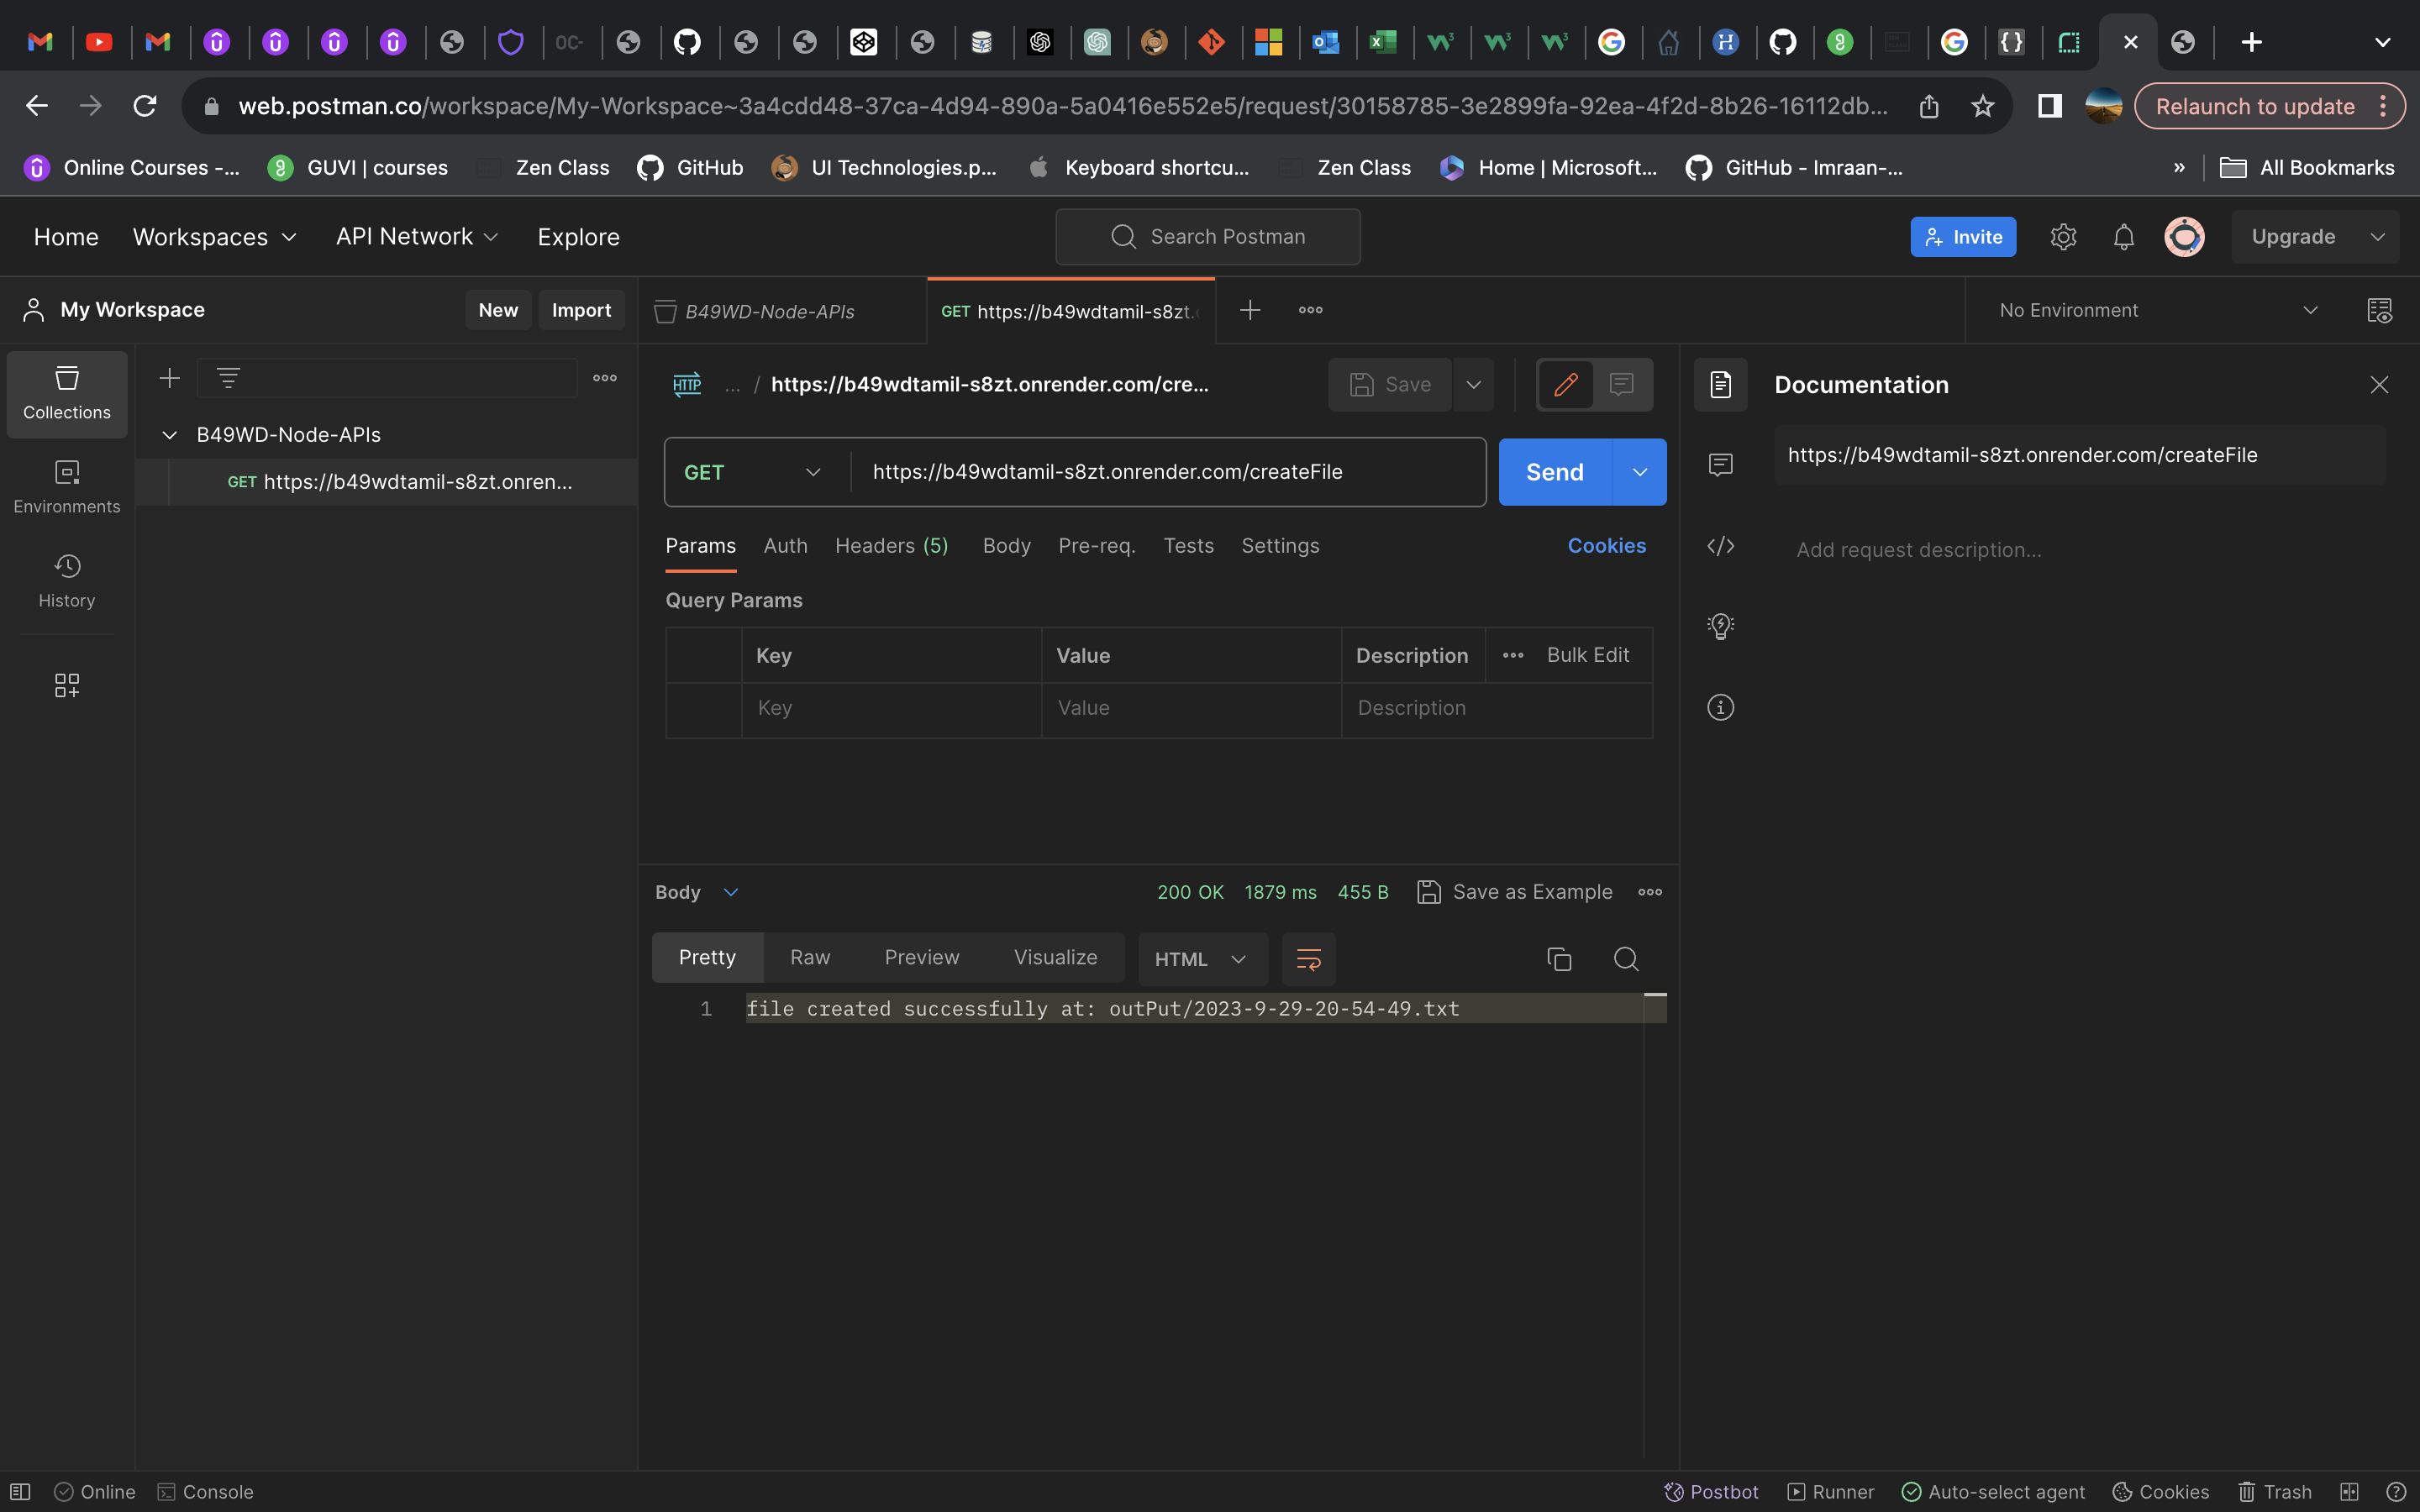 OC-
web.postman.co/workspace/My-Workspace~3a4cdd48-37ca-4d94-890a-5a0416e552e5/request/30158785-3e2899fa-92ea-4f2d-8b26-16112db...
Relaunch to update
Online Courses -...
GUVI | courses
Zen Class
GitHub
UI Technologies.p...
Keyboard shortcu...
Zen Class
Home | Microsoft...
GitHub - Imraan-...
»
All Bookmarks
Home
Workspaces
API Network
Explore
Search Postman
Invite
Upgrade
My Workspace
New
Import
B49WD-Node-APIs
GET https://b49wdtamil-s8zt.
No Environment
Collections
Environments
History
B49WD-Node-APIs
GET https://b49wdtamil-s8zt.onren...
HTTP ... / https://b49wdtamil-s8zt.onrender.com/cre...
Save
GET
https://b49wdtamil-s8zt.onrender.com/createFile
Send
Params
Auth
Headers (5)
Body
Pre-req.
Tests
Settings
Cookies
Query Params
Key
Value
Description
Bulk Edit
Key
Value
Description
Documentation
https://b49wdtamil-s8zt.onrender.com/createFile
Add request description...
Body
200 OK
1879 ms
455 B
Save as Example
Pretty
Raw
Preview
Visualize
HTML
1 file created successfully at: outPut/2023-9-29-20-54-49.txt
Online
Console
Postbot
Runner
Auto-select agent
Cookies
Trash